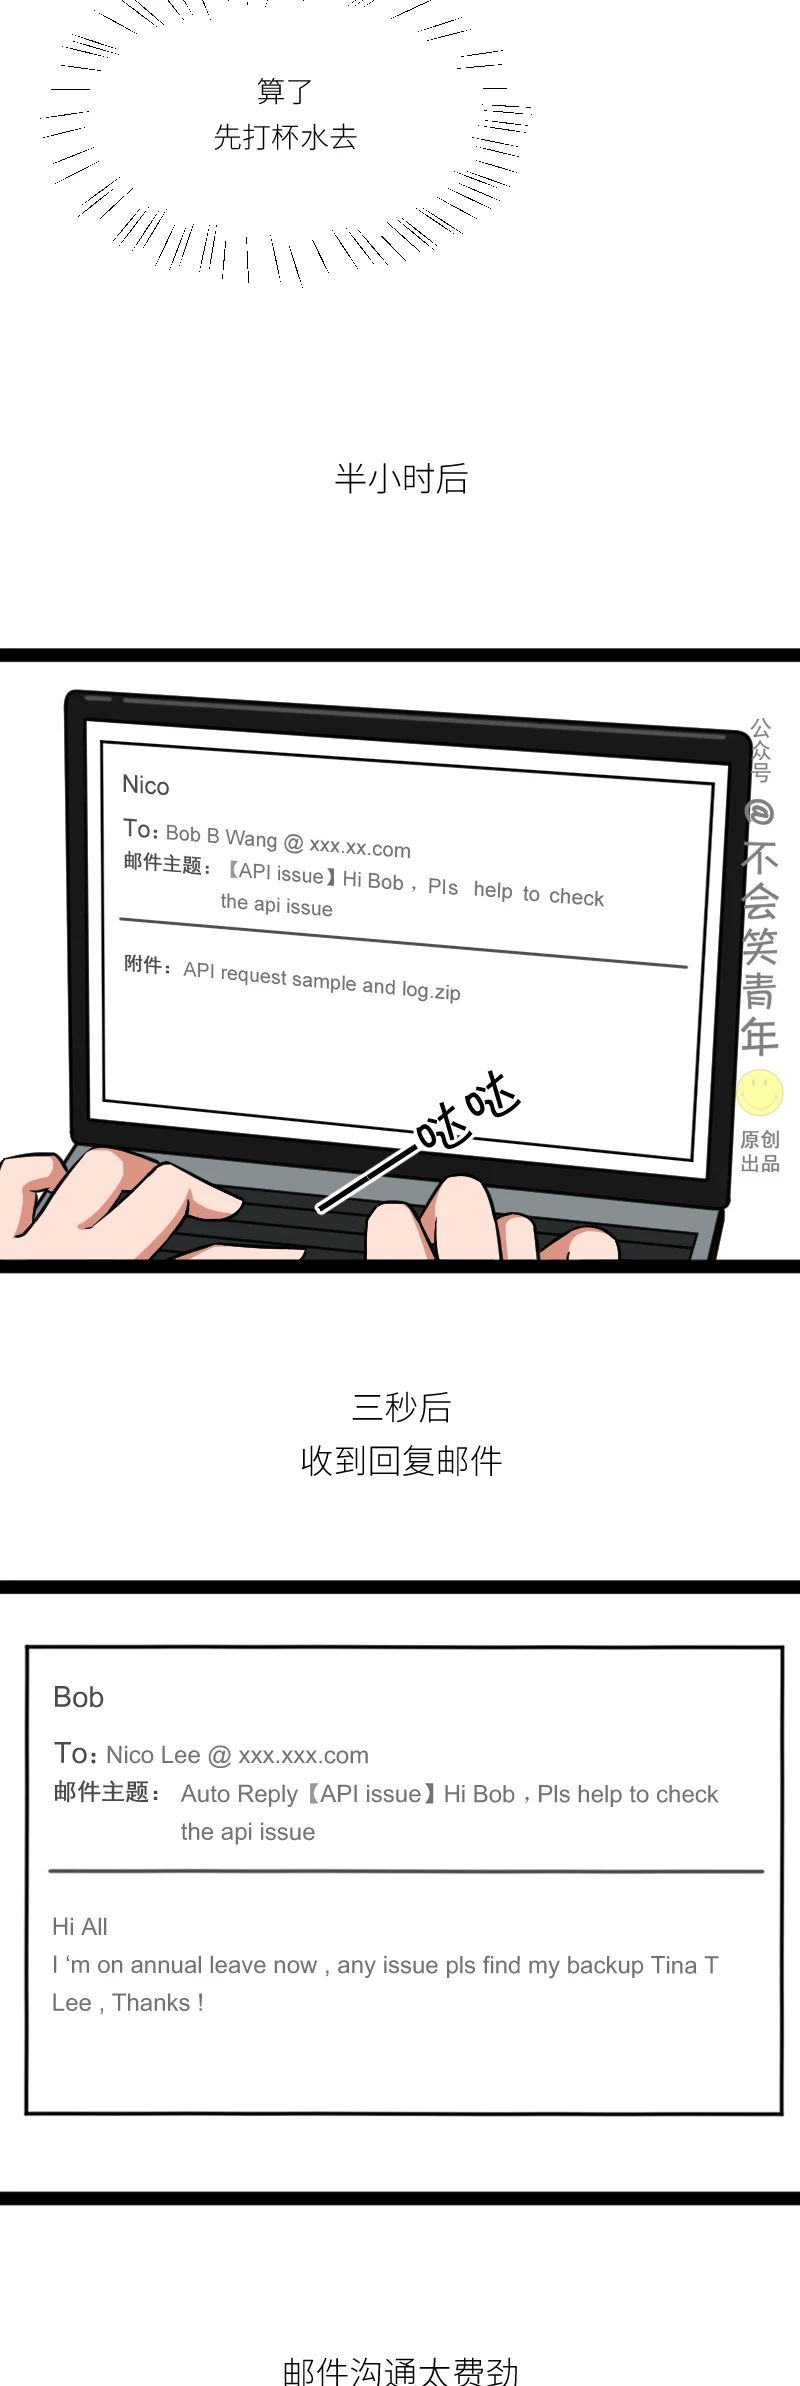 算了
先打杯水去
半小时后
Nico
To: Bob B Wang @ xxx.xx.com
邮件主题：【API issue】Hi Bob，Pls help to check
the api issue
附件：API request sample and log.zip
哒哒
公众号
@不会笑青年
原创
出品
三秒后
收到回复邮件
Bob
To: Nico Lee @ xxx.xxx.com
邮件主题： Auto Reply【API issue】Hi Bob，Pls help to check
the api issue
Hi All
I ‘m on annual leave now , any issue pls find my backup Tina T
Lee , Thanks !
邮件沟通太费劲